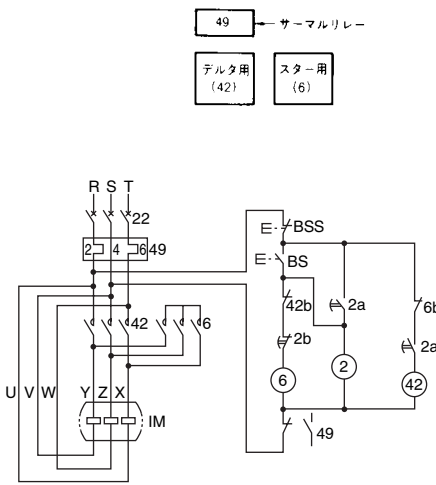 49 サーマルリレー
デルタ用 スター用
(42) (6)
R S T
22
2 4 6 49
BSS
BS
42b 2a 6b
42 6
2b 2a
6 2 42
U V W Y Z X
IM
49